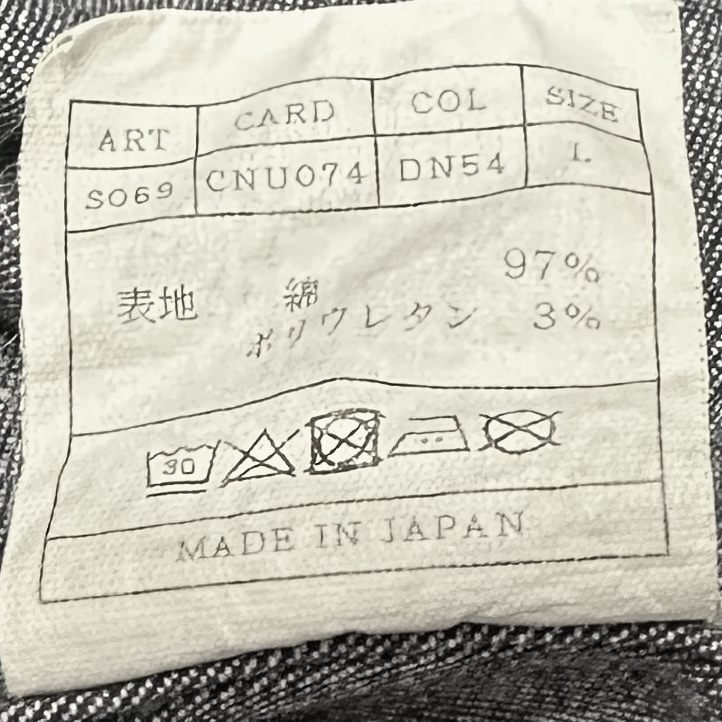 ART CARD COL SIZE
S069 CNU074 DN54 L
表地 綿 97%
ポリウレタン 3%
30
MADE IN JAPAN